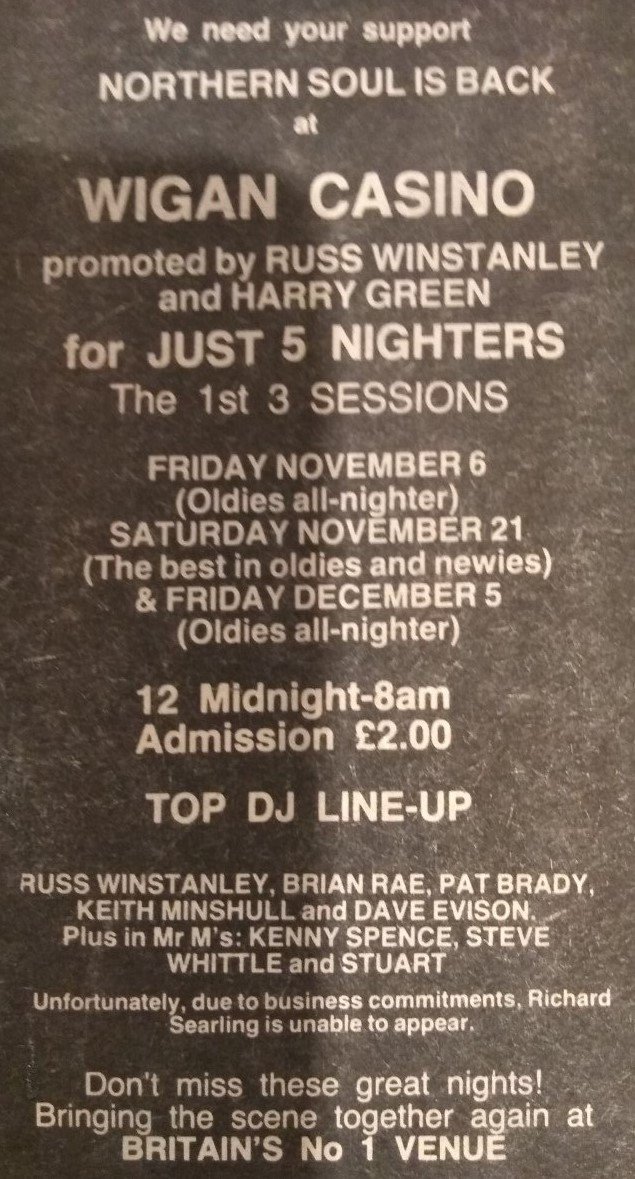 We need your support
NORTHERN SOUL IS BACK
at
WIGAN CASINO
promoted by RUSS WINSTANLEY
and HARRY GREEN
for JUST 5 NIGHTERS
The 1st 3 SESSIONS
FRIDAY NOVEMBER 6
(Oldies all-nighter)
SATURDAY NOVEMBER 21
(The best in oldies and newies)
& FRIDAY DECEMBER 5
(Oldies all-nighter)
12 Midnight-8am
Admission £2.00
TOP DJ LINE-UP
RUSS WINSTANLEY, BRIAN RAE, PAT BRADY,
KEITH MINSHULL and DAVE EVISON.
Plus in Mr M's: KENNY SPENCE, STEVE
WHITTLE and STUART
Unfortunately, due to business commitments, Richard
Searling is unable to appear.
Don't miss these great nights!
Bringing the scene together again at
BRITAIN'S No 1 VENUE